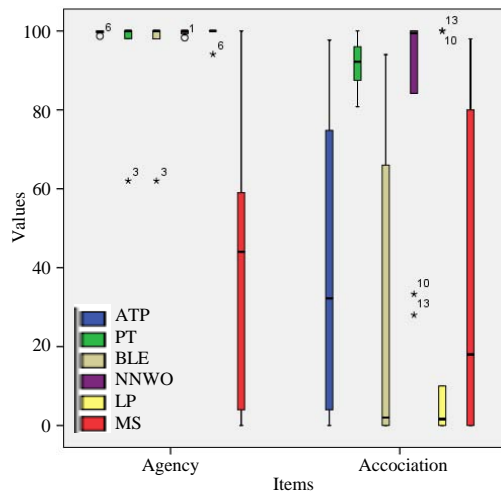 100
80
60
40
20
0
Values
6
1
6
3
3
13
10
10
13
ATP
PT
BLE
NNWO
LP
MS
Agency
Accociation
Items